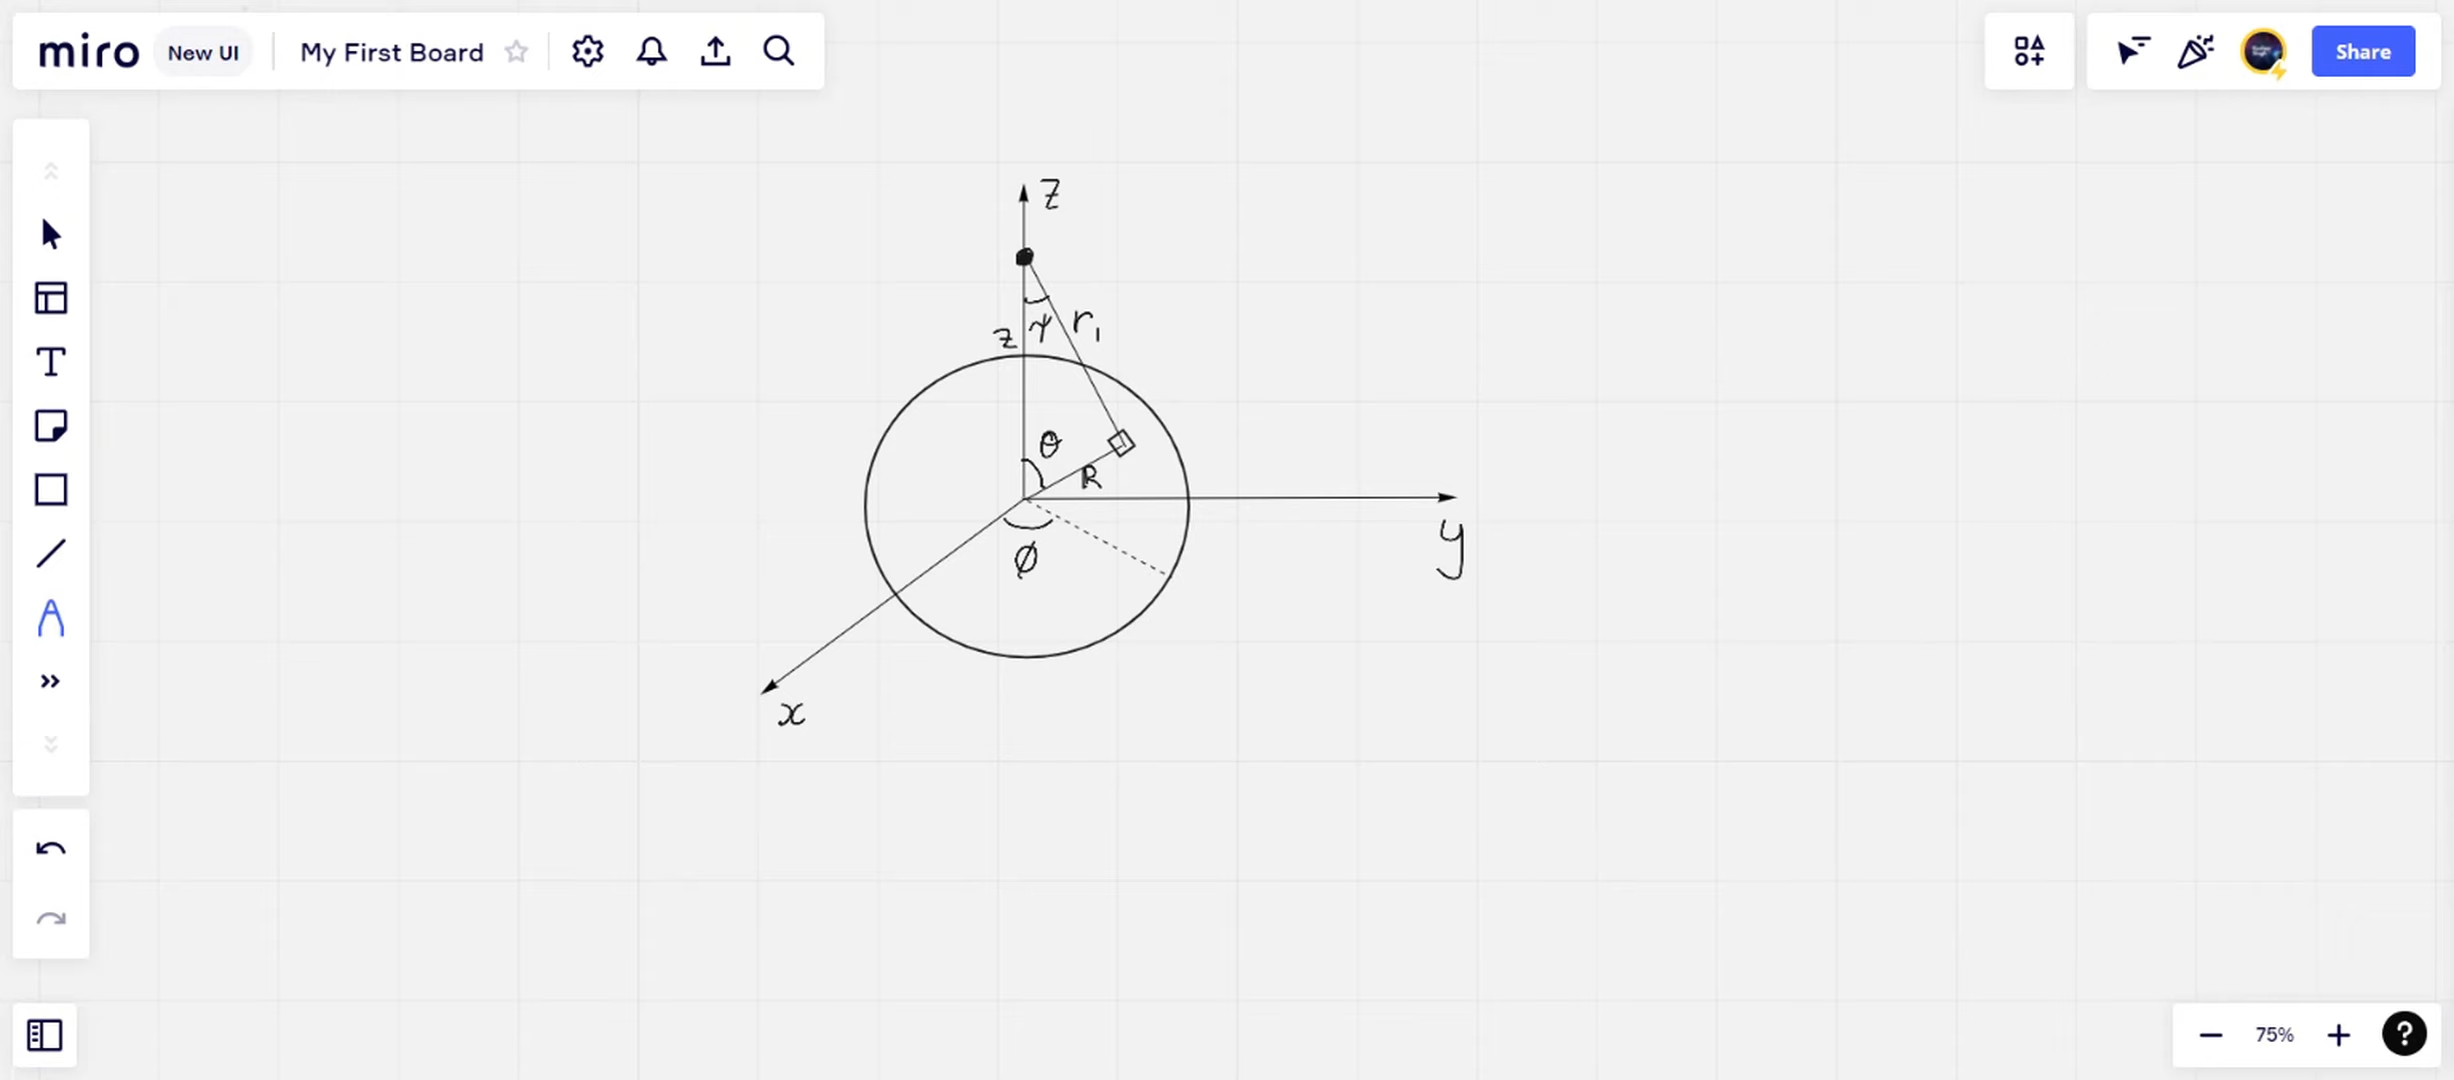 miro New UI My First Board Share
T
z
ψ r₁
z
θ
R
y
ϕ
x
75%
?